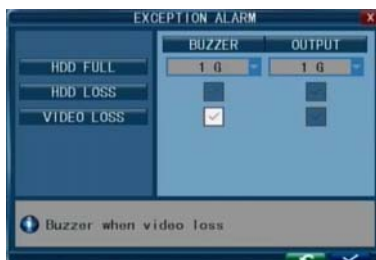 EXCEPTION ALARM
BUZZER OUTPUT
HDD FULL 1 G 1 G
HDD LOSS
VIDEO LOSS
Buzzer when video loss